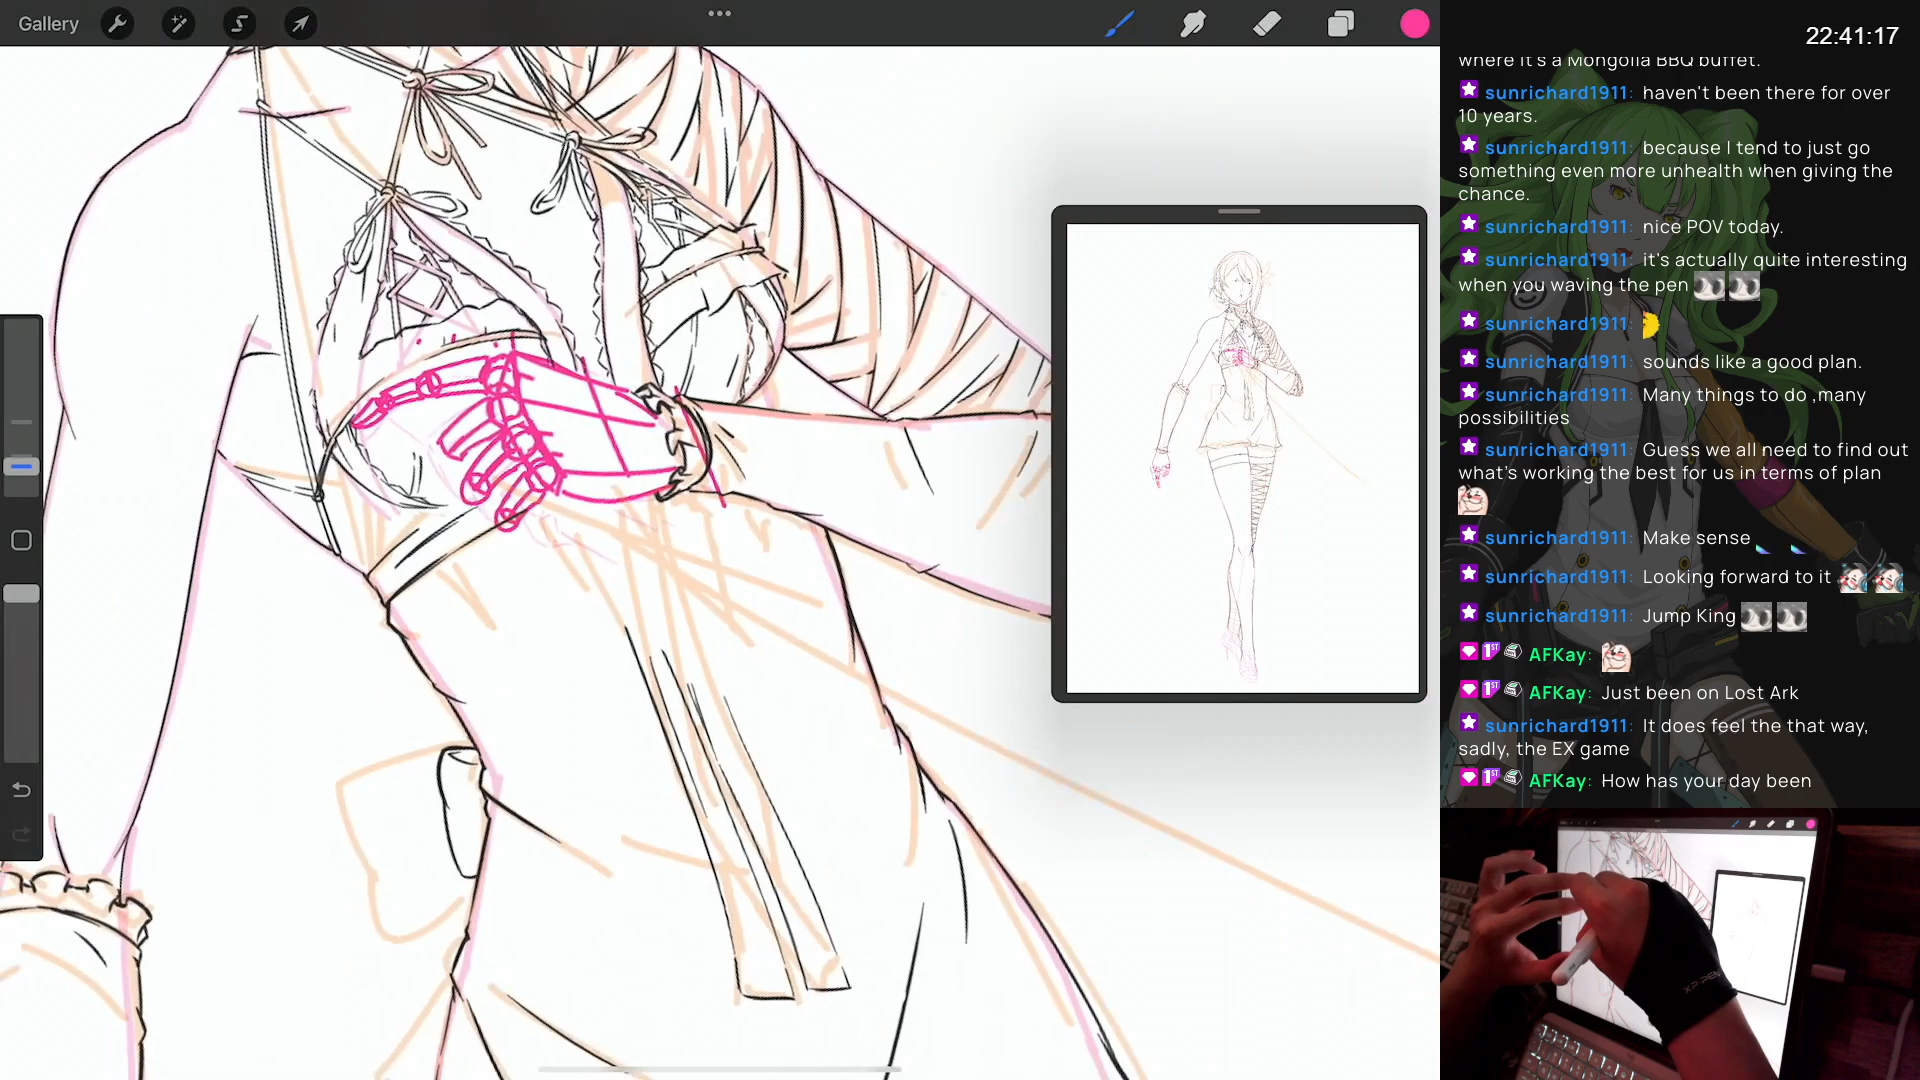 Gallery
22:41:17
where it's a Mongolia BBQ buffet.
sunrichard1911: haven't been there for over
10 years.
sunrichard1911: because I tend to just go
something even more unhealth when giving the
chance.
sunrichard1911: nice POV today.
sunrichard1911: it's actually quite interesting
when you waving the pen
sunrichard1911:
sunrichard1911: sounds like a good plan.
sunrichard1911: Many things to do ,many
possibilities
sunrichard1911: Guess we all need to find out
what's working the best for us in terms of plan
sunrichard1911: Make sense
sunrichard1911: Looking forward to it
sunrichard1911: Jump King
1ST AFKay:
1ST AFKay: Just been on Lost Ark
sunrichard1911: It does feel the that way,
sadly, the EX game
1ST AFKay: How has your day been
XP-PEN